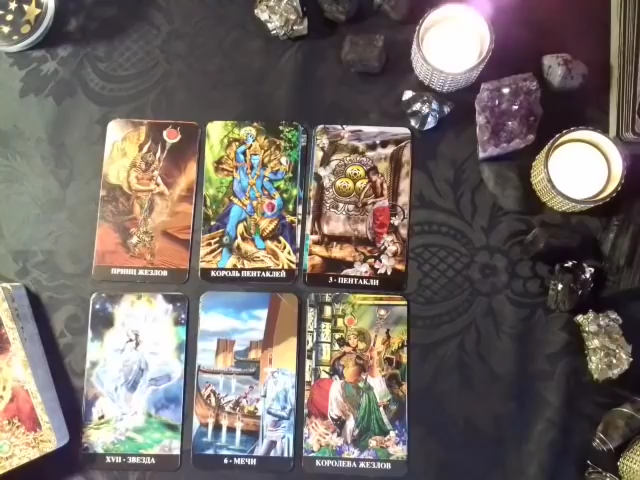 ПРИНЦ ЖЕЗЛОВ
КОРОЛЬ ПЕНТАКЛЕЙ
3 • ПЕНТАКЛИ
XVII • ЗВЕЗДА
6 • МЕЧИ
КОРОЛЕВА ЖЕЗЛОВ